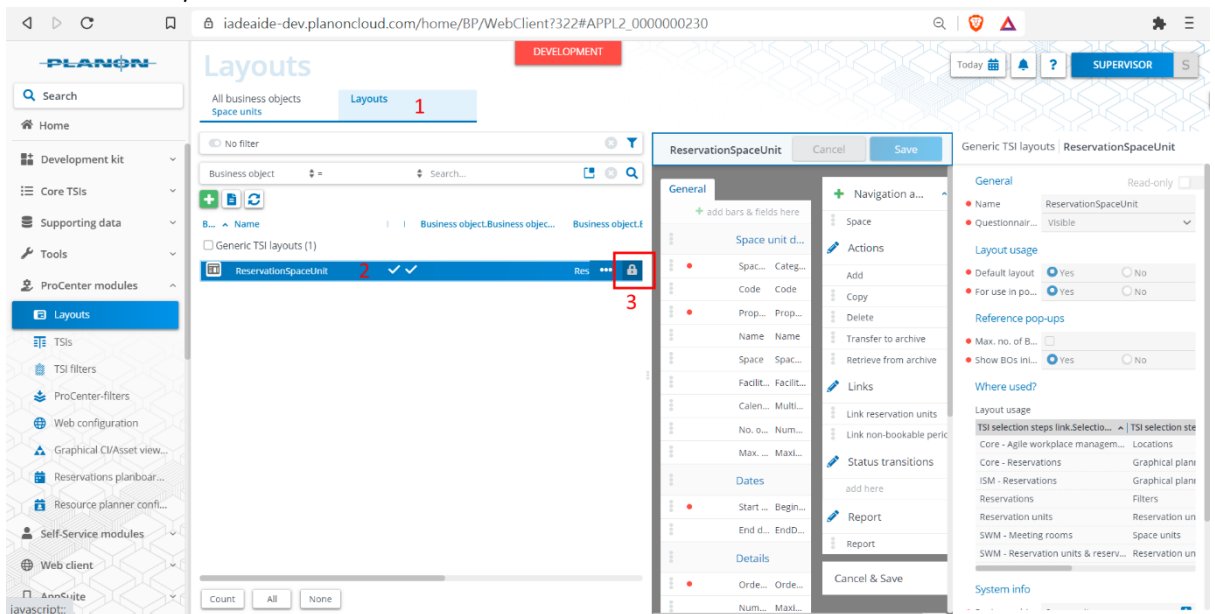 iadeaide-dev.planoncloud.com/home/BP/WebClient?322#APPL2_0000000230
PLANON
Search
Home
Development kit
Core TSIs
Supporting data
Tools
ProCenter modules
Layouts
TSIs
TSI filters
ProCenter-filters
Web configuration
Graphical CI/Asset view...
Reservations planboar...
Resource planner confi...
Self-Service modules
Web client
AppSuite
javascript:;
Layouts
DEVELOPMENT
Today
?
SUPERVISOR
S
All business objects
Space units
Layouts
1
No filter
Business object
=
Search...
B... Name
Business object.Business objec...
Business object.B
Generic TSI layouts (1)
ReservationSpaceUnit
2
Res
3
Count
All
None
ReservationSpaceUnit
Cancel
Save
General
add bars & fields here
Space unit d...
Spac... Categ...
Code Code
Prop... Prop...
Name Name
Space Spac...
Facilit... Facilit...
Calen... Multi...
No. o... Num...
Max. ... Maxi...
Dates
Start ... Begin...
End d... EndD...
Details
Orde... Orde...
Num... Maxi...
Navigation a...
Space
Actions
Add
Copy
Delete
Transfer to archive
Retrieve from archive
Links
Link reservation units
Link non-bookable peric
Status transitions
add here
Report
Report
Cancel & Save
Generic TSI layouts ReservationSpaceUnit
General
Read-only
Name ReservationSpaceUnit
Questionnair... Visible
Layout usage
Default layout Yes No
For use in po... Yes No
Reference pop-ups
Max. no. of B...
Show BOs ini... Yes No
Where used?
Layout usage
TSI selection steps link.Selectio... TSI selection ste
Core - Agile workplace managem... Locations
Core - Reservations Graphical plann
ISM - Reservations Graphical plann
Reservations Filters
Reservation units Reservation un
SWM - Meeting rooms Space units
SWM - Reservation units & reserv... Reservation un
System info